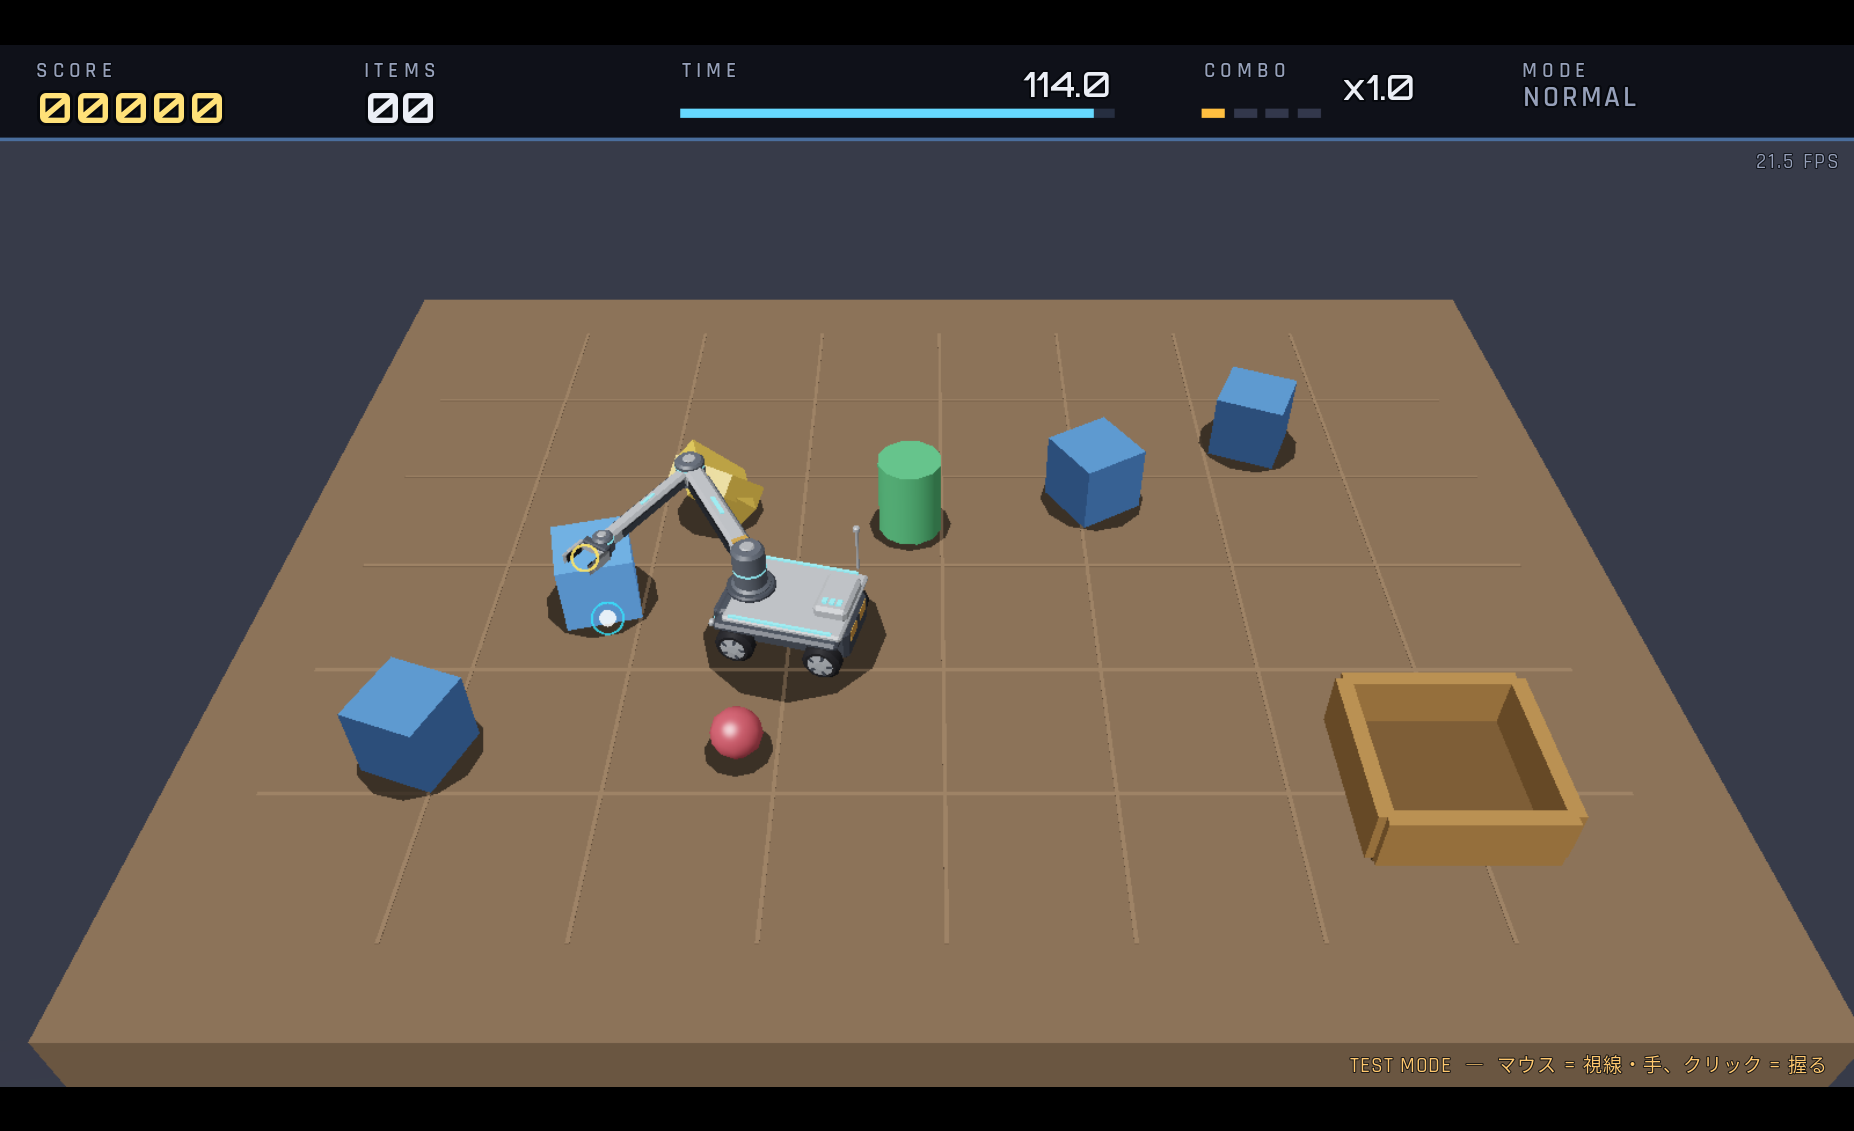 SCORE
00000
ITEMS
00
TIME
114.0
COMBO
x1.0
MODE
NORMAL
21.5 FPS
TEST MODE — マウス = 視線・手、クリック = 握る